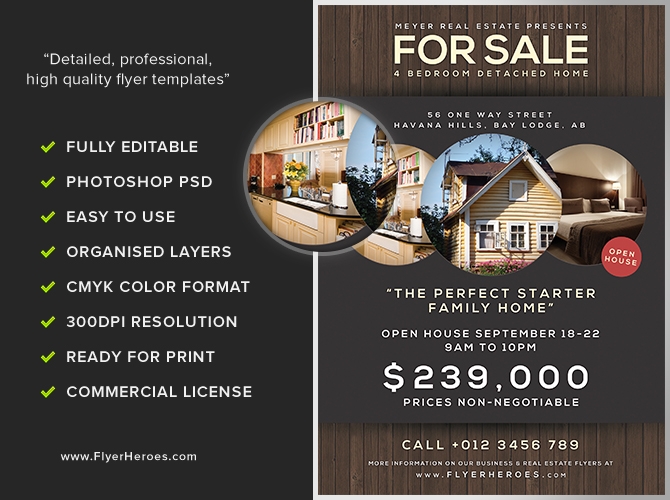 “Detailed, professional,
high quality flyer templates”
FULLY EDITABLE
PHOTOSHOP PSD
EASY TO USE
ORGANISED LAYERS
CMYK COLOR FORMAT
300DPI RESOLUTION
READY FOR PRINT
COMMERCIAL LICENSE
www.FlyerHeroes.com
MEYER REAL ESTATE PRESENTS
FOR SALE
4 BEDROOM DETACHED HOME
56 ONE WAY STREET
HAVANA HILLS, BAY LODGE, AB
OPEN
HOUSE
“THE PERFECT STARTER
FAMILY HOME”
OPEN HOUSE SEPTEMBER 18-22
9AM TO 10PM
$239,000
PRICES NON-NEGOTIABLE
CALL +012 3456 789
MORE INFORMATION ON OUR BUSINESS & REAL ESTATE FLYERS AT
www.FLYERHEROES.com